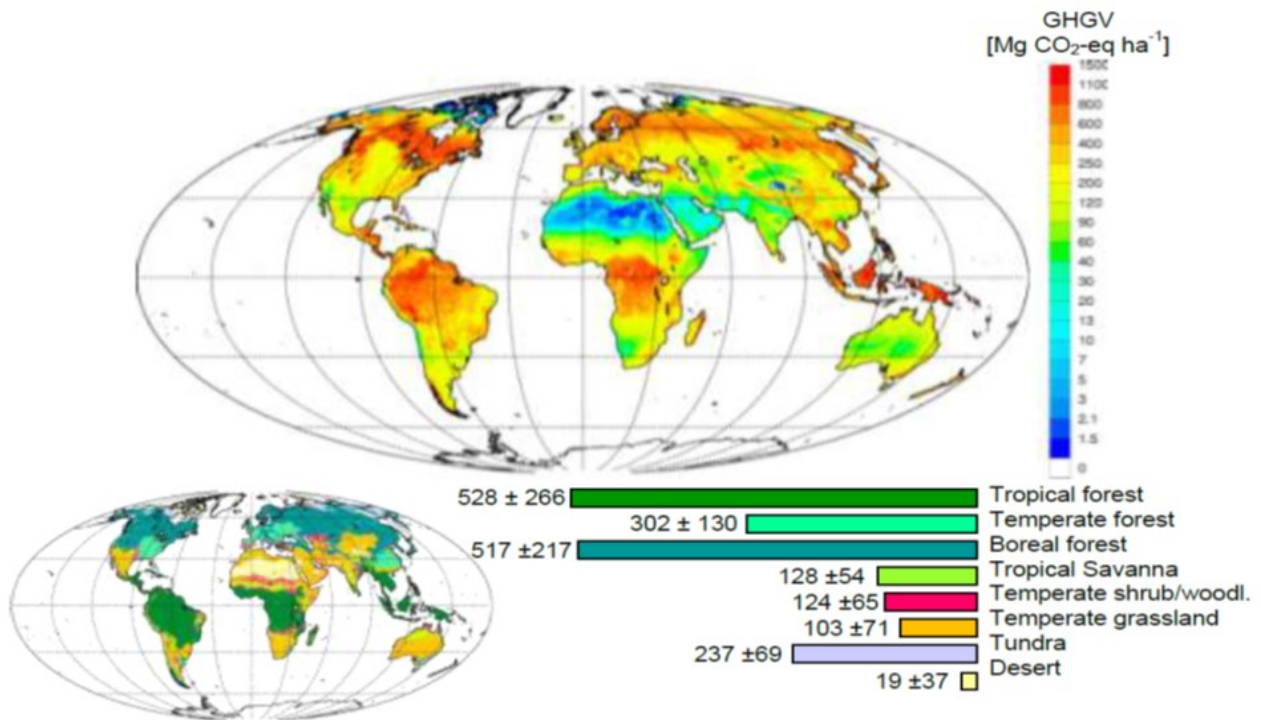 GHGV
[Mg CO₂-eq ha⁻¹]
1500
1100
800
600
400
250
200
120
90
60
40
30
20
13
10
7
5
3
2.1
1.5
0
528 ± 266 Tropical forest
302 ± 130 Temperate forest
517 ±217 Boreal forest
128 ±54 Tropical Savanna
124 ±65 Temperate shrub/woodl.
103 ±71 Temperate grassland
237 ±69 Tundra
19 ±37 Desert